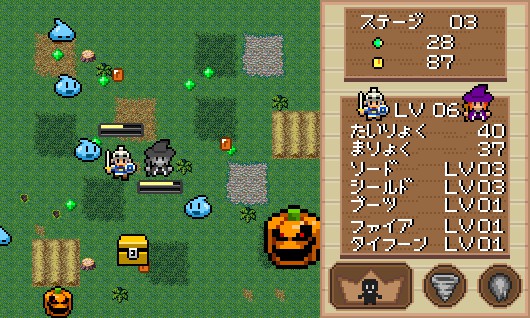 ステージ 03
28
87
LV 06
たいりょく 40
まりょく 37
ソード LV03
シールド LV03
ブーツ LV01
ファイア LV01
タイフーン LV01